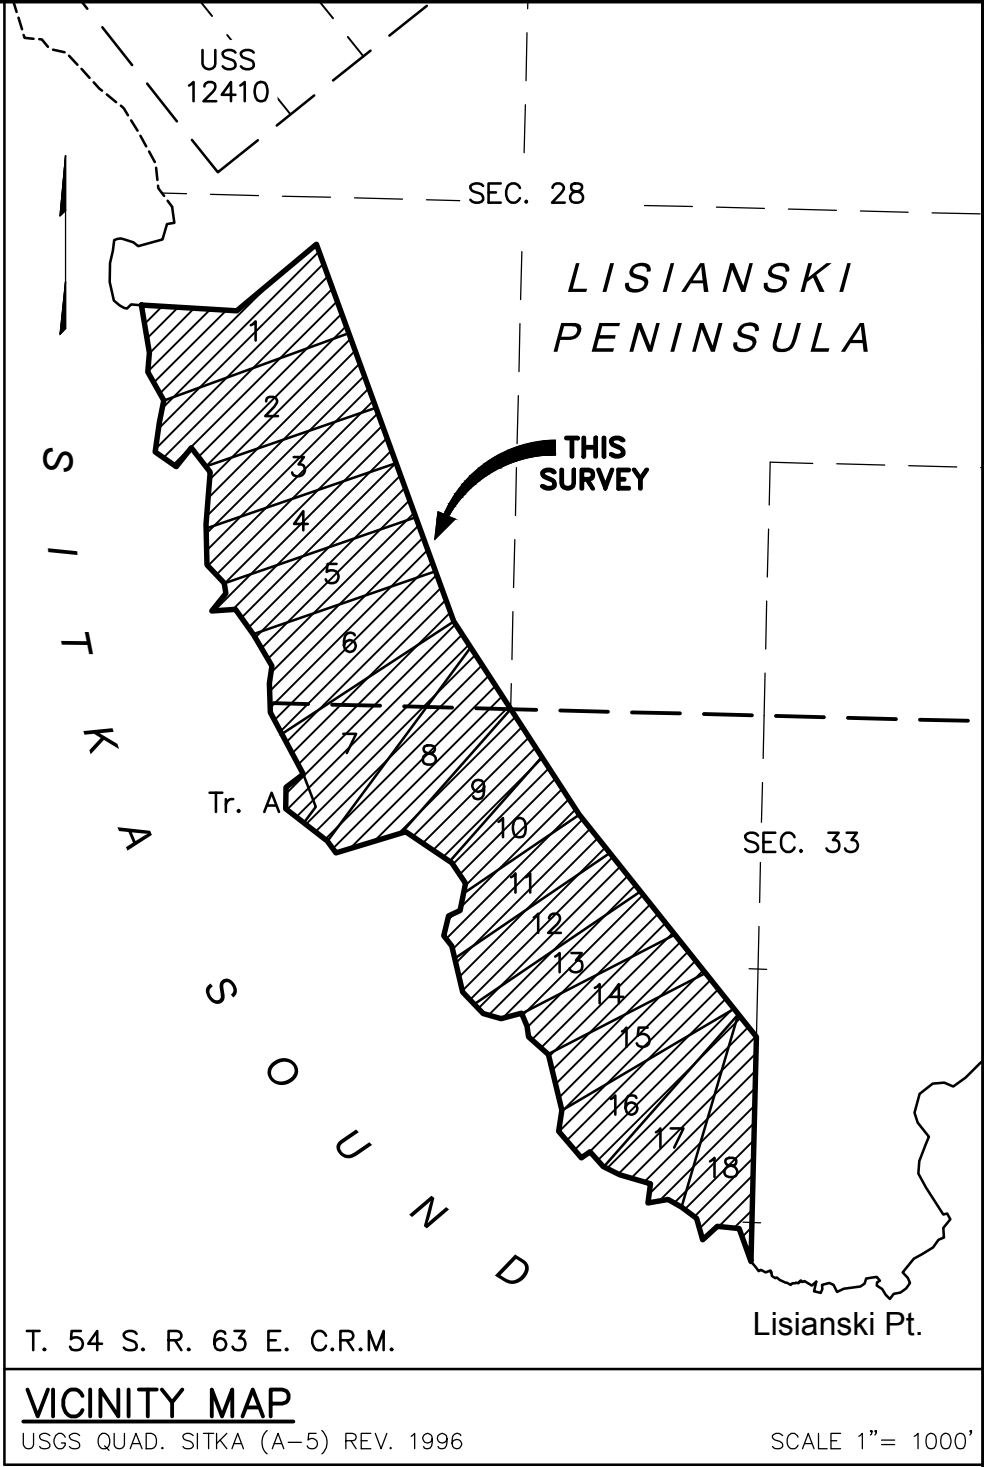 USS
12410
SEC. 28
LISIANSKI
PENINSULA
THIS
SURVEY
1
2
3
4
5
6
7
8
9
10
11
12
13
14
15
16
17
18
Tr. A
SEC. 33
SITKA SOUND
Lisianski Pt.
T. 54 S. R. 63 E. C.R.M.
VICINITY MAP
USGS QUAD. SITKA (A-5) REV. 1996
SCALE 1"= 1000'